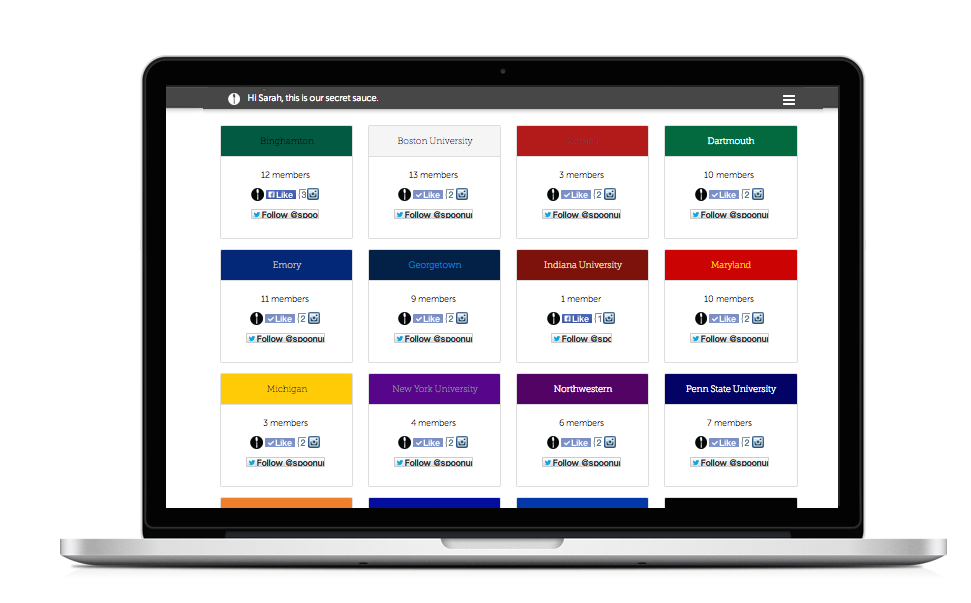 Hi Sarah, this is our secret sauce.
Binghamton
Boston University
Dartmouth
12 members
13 members
3 members
10 members
Like 3
Like 2
Like 2
Like 2
Follow @spoo
Follow @spoonu
Follow @spoonu
Follow @spoonu
Emory
Georgetown
Indiana University
Maryland
11 members
9 members
1 member
10 members
Like 2
Like 2
Like 1
Like 2
Follow @spoonu
Follow @spoonu
Follow @spo
Follow @spoonu
Michigan
New York University
Northwestern
Penn State University
3 members
4 members
6 members
7 members
Like 2
Like 2
Like 2
Like 2
Follow @spoonu
Follow @spoonu
Follow @spoonu
Follow @spoonu